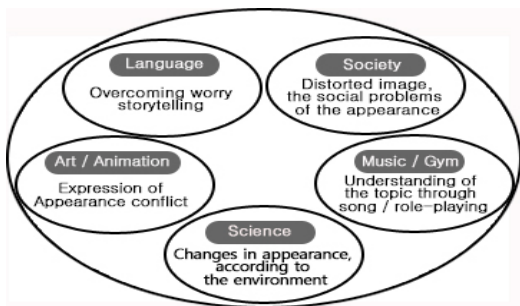 Language
Overcoming worry
storytelling
Society
Distorted image,
the social problems
of the appearance
Art / Animation
Expression of
Appearance conflict
Music / Gym
Understanding of
the topic through
song / role-playing
Science
Changes in appearance,
according to
the environment